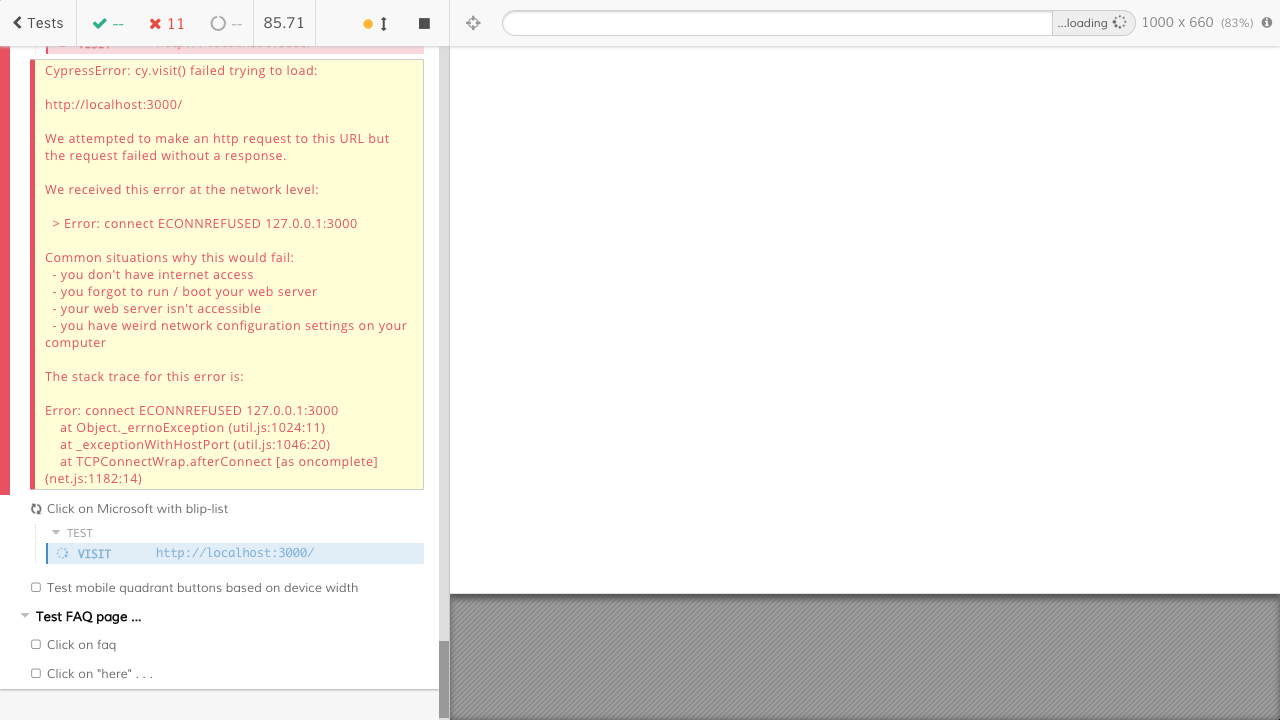 Tests
--
11
--
85.71
...loading
1000 x 660 (83%)
CypressError: cy.visit() failed trying to load:
http://localhost:3000/
We attempted to make an http request to this URL but
the request failed without a response.
We received this error at the network level:
> Error: connect ECONNREFUSED 127.0.0.1:3000
Common situations why this would fail:
- you don't have internet access
- you forgot to run / boot your web server
- your web server isn't accessible
- you have weird network configuration settings on your
computer
The stack trace for this error is:
Error: connect ECONNREFUSED 127.0.0.1:3000
at Object._errnoException (util.js:1024:11)
at _exceptionWithHostPort (util.js:1046:20)
at TCPConnectWrap.afterConnect [as oncomplete]
(net.js:1182:14)
Click on Microsoft with blip-list
TEST
VISIT http://localhost:3000/
Test mobile quadrant buttons based on device width
Test FAQ page ...
Click on faq
Click on "here" . . .